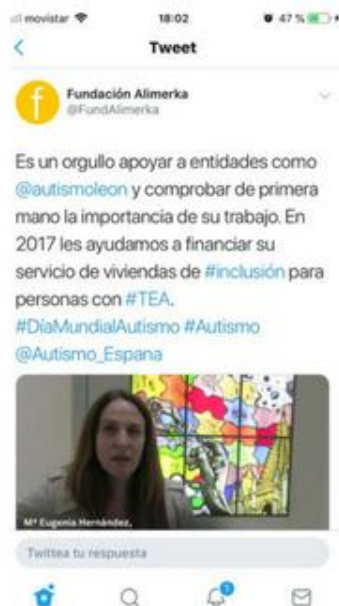 movistar 18:02 47 %
Tweet
f Fundación Alimerka
@FundAlimerka
Es un orgullo apoyar a entidades como
@autismoleon y comprobar de primera
mano la importancia de su trabajo. En
2017 les ayudamos a financiar su
servicio de viviendas de #inclusión para
personas con #TEA.
#DíaMundialAutismo #Autismo
@Autismo_Espana
Mª Eugenia Hernández,
Twittea tu respuesta
1